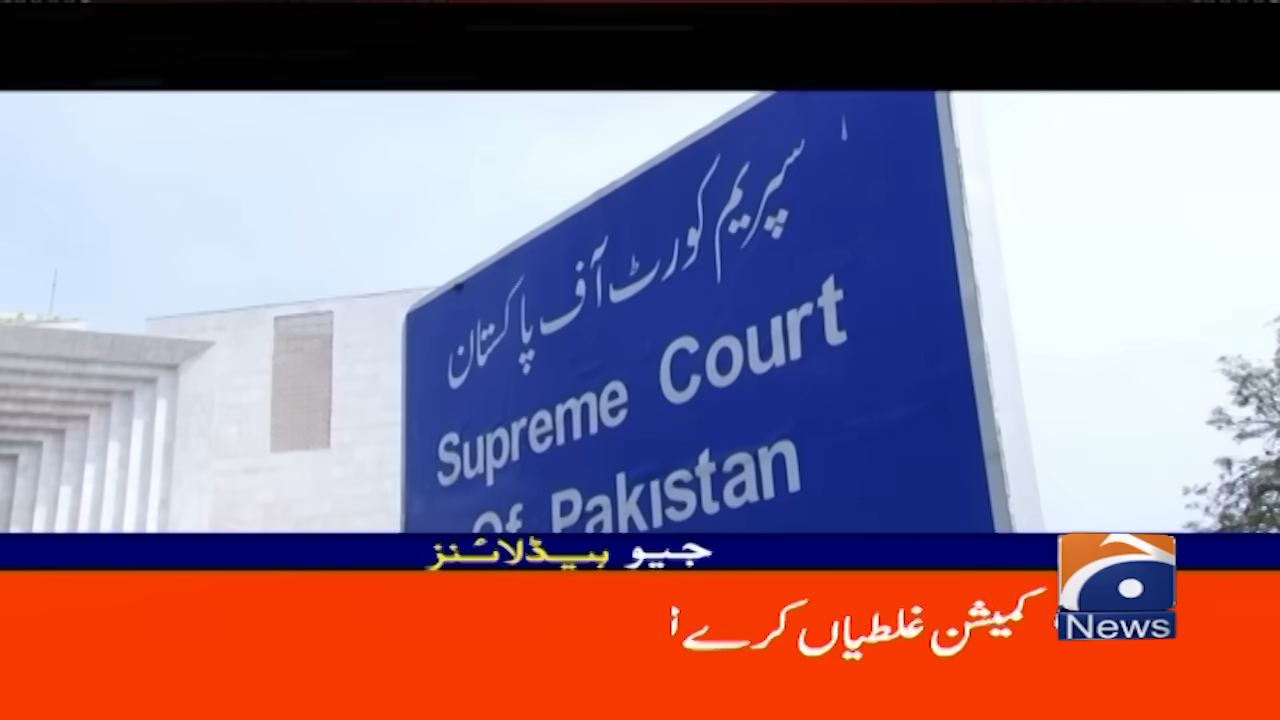 سپریم کورٹ آف پاکستان
Supreme Court
Of Pakistan
جیو ہیڈلائنز
کمیشن غلطیاں کرے
News